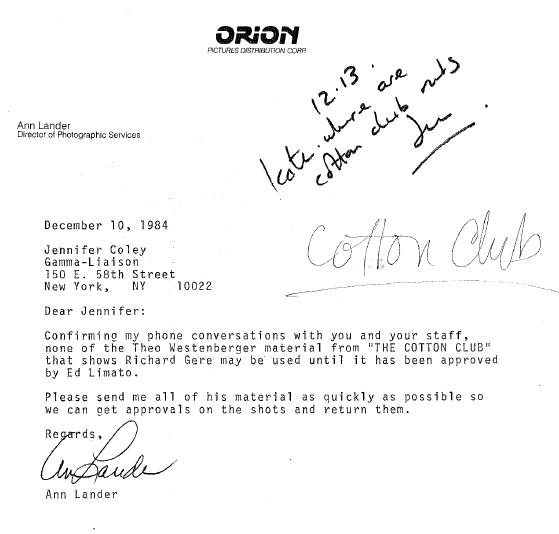 ORION
PICTURES DISTRIBUTION CORP.
12.13.
Kate. where are
cotton club outs
Jen
Ann Lander
Director of Photographic Services
Cotton Club
December 10, 1984
Jennifer Coley
Gamma-Liaison
150 E. 58th Street
New York, NY 10022
Dear Jennifer:
Confirming my phone conversations with you and your staff,
none of the Theo Westenberger material from "THE COTTON CLUB"
that shows Richard Gere may be used until it has been approved
by Ed Limato.
Please send me all of his material as quickly as possible so
we can get approvals on the shots and return them.
Regards,
Ann Lander
Ann Lander